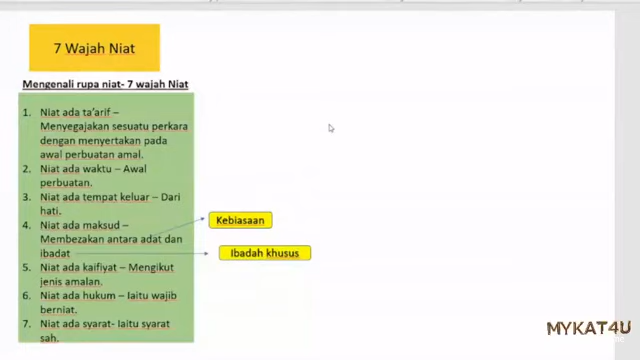 7 Wajah Niat
Mengenali rupa niat- 7 wajah Niat
1. Niat ada ta'arif –
Menyegajakan sesuatu perkara
dengan menyertakan pada
awal perbuatan amal.
2. Niat ada waktu – Awal
perbuatan.
3. Niat ada tempat keluar – Dari
hati.
4. Niat ada maksud –
Membezakan antara adat dan
ibadat
5. Niat ada kaifiyat – Mengikut
jenis amalan.
6. Niat ada hukum – Iaitu wajib
berniat.
7. Niat ada syarat- Iaitu syarat
sah.
Kebiasaan
Ibadah khusus
MYKAT4U